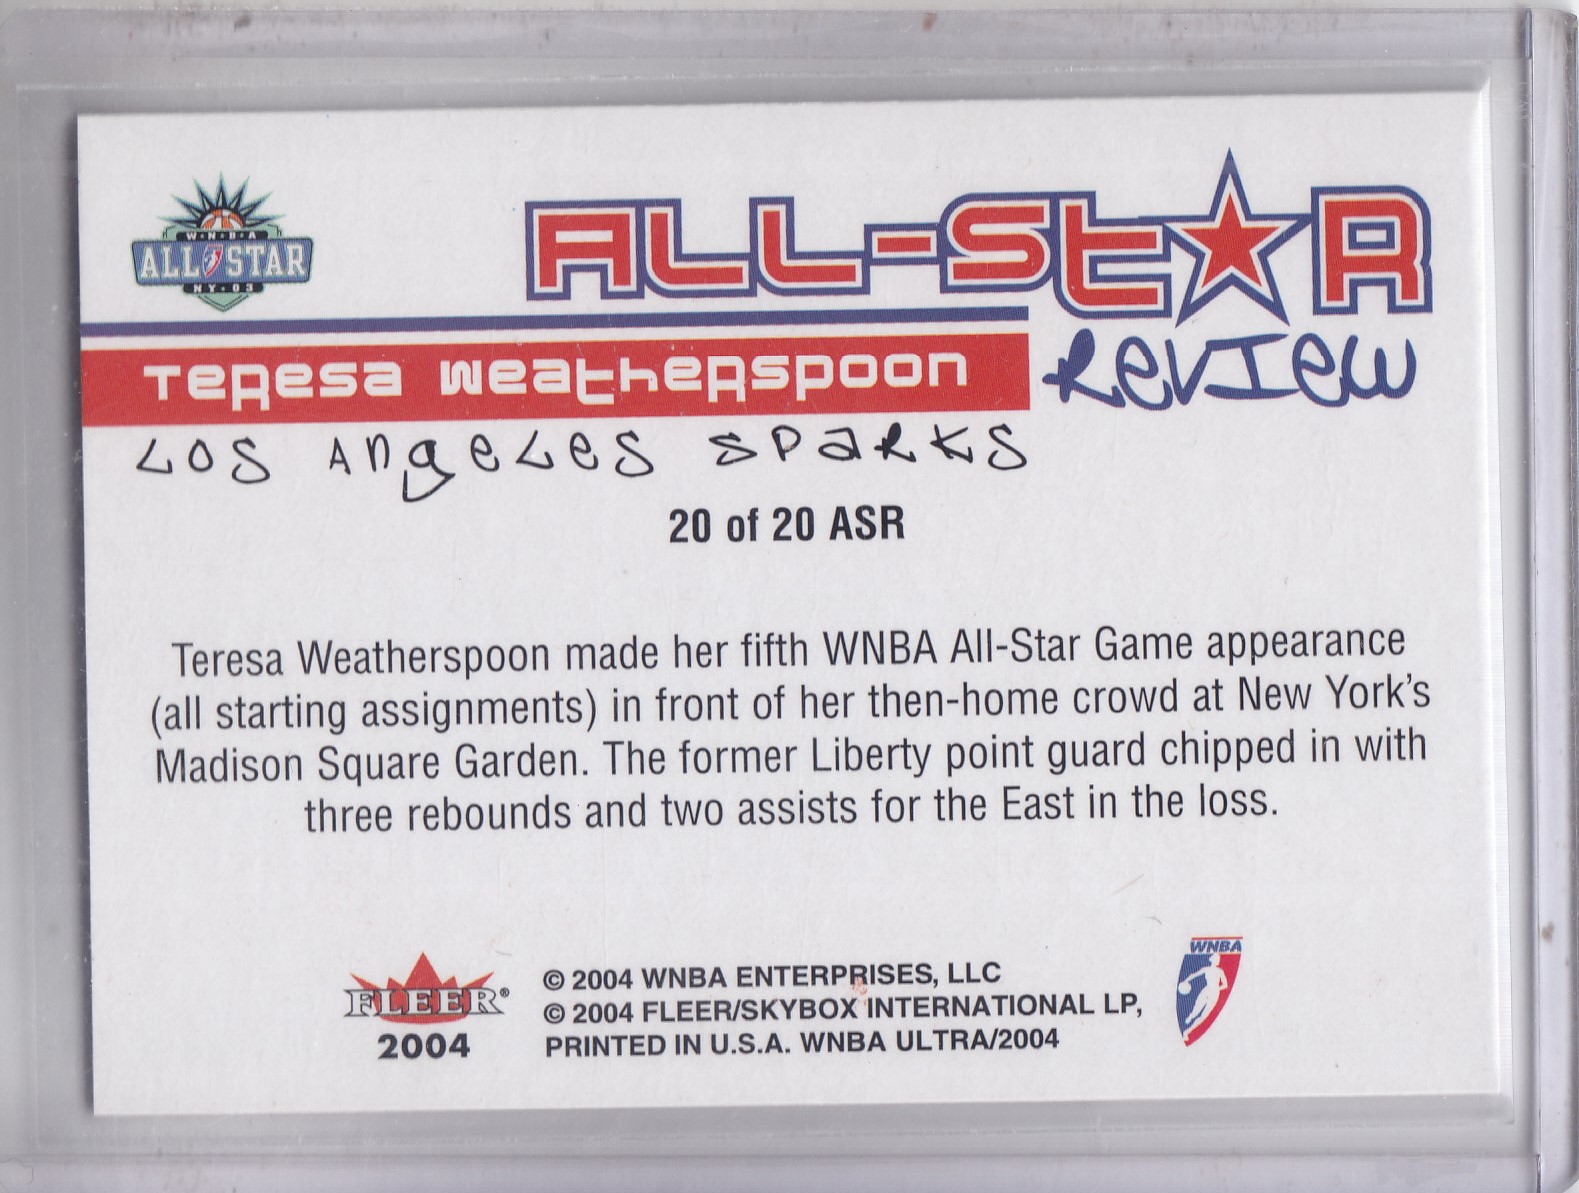 W·N·B·A
ALL STAR
NY·03
ALL-STAR
REVIEW
Teresa Weatherspoon
Los Angeles Sparks
20 of 20 ASR
Teresa Weatherspoon made her fifth WNBA All-Star Game appearance
(all starting assignments) in front of her then-home crowd at New York's
Madison Square Garden. The former Liberty point guard chipped in with
three rebounds and two assists for the East in the loss.
FLEER®
2004
© 2004 WNBA ENTERPRISES, LLC
© 2004 FLEER/SKYBOX INTERNATIONAL LP,
PRINTED IN U.S.A. WNBA ULTRA/2004
WNBA